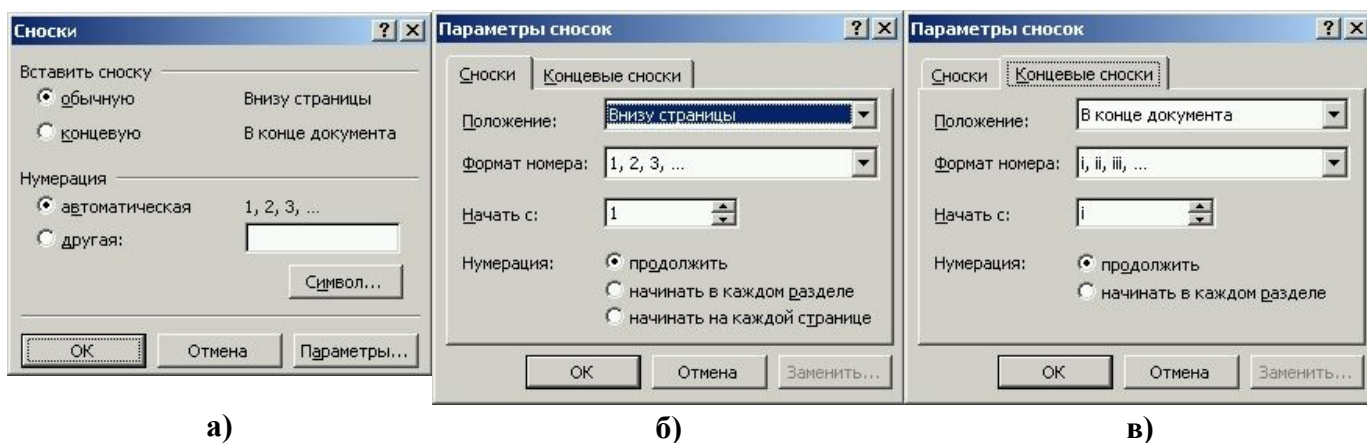 Сноски
Вставить сноску
обычную Внизу страницы
концевую В конце документа
Нумерация
автоматическая 1, 2, 3, ...
другая:
Символ...
ОК Отмена Параметры...
а)
Параметры сносок
Сноски Концевые сноски
Положение: Внизу страницы
Формат номера: 1, 2, 3, ...
Начать с: 1
Нумерация: продолжить
начинать в каждом разделе
начинать на каждой странице
ОК Отмена Заменить...
б)
Параметры сносок
Сноски Концевые сноски
Положение: В конце документа
Формат номера: i, ii, iii, ...
Начать с: i
Нумерация: продолжить
начинать в каждом разделе
ОК Отмена Заменить...
в)